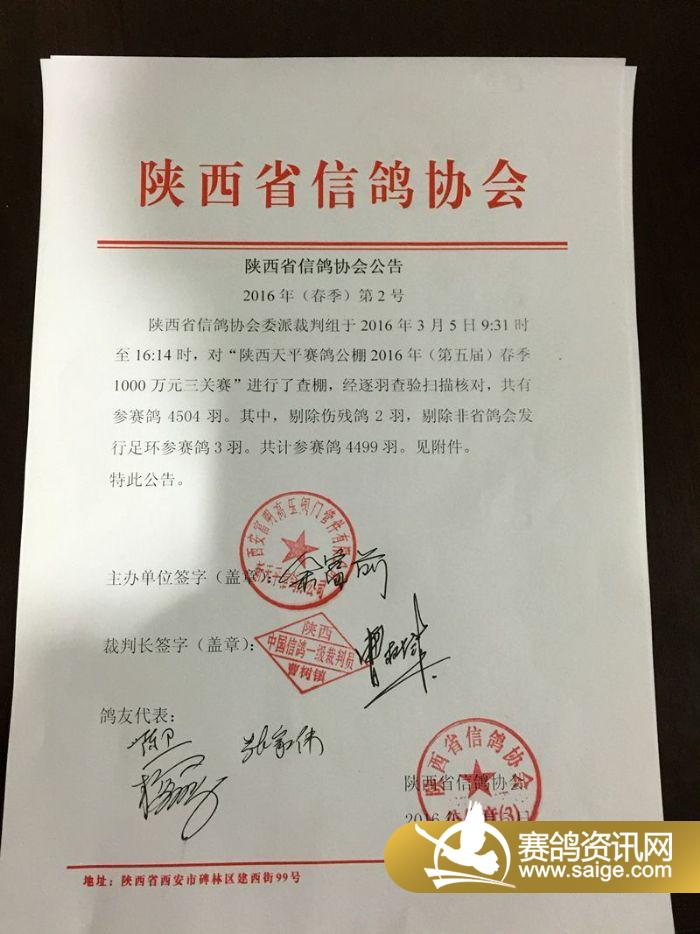 陕西省信鸽协会
陕西省信鸽协会公告
2016年（春季）第2号
陕西省信鸽协会委派裁判组于2016年3月5日9:31时
至16:14时，对“陕西天平赛鸽公棚2016年（第五届）春季
1000万元三关赛”进行了查棚，经逐羽查验扫描核对，共有
参赛鸽4504羽。其中，剔除伤残鸽2羽，剔除非省鸽会发
行足环参赛鸽3羽。共计参赛鸽4499羽。见附件。
特此公告。
主办单位签字（盖章）：
裁判长签字（盖章）：
陕西
中国信鸽一级裁判员
曹树镇
鸽友代表：
陕西省信鸽协会
陕西省信鸽协会
2016
地址：陕西省西安市碑林区建西街99号
赛鸽资讯网
www.saige.com